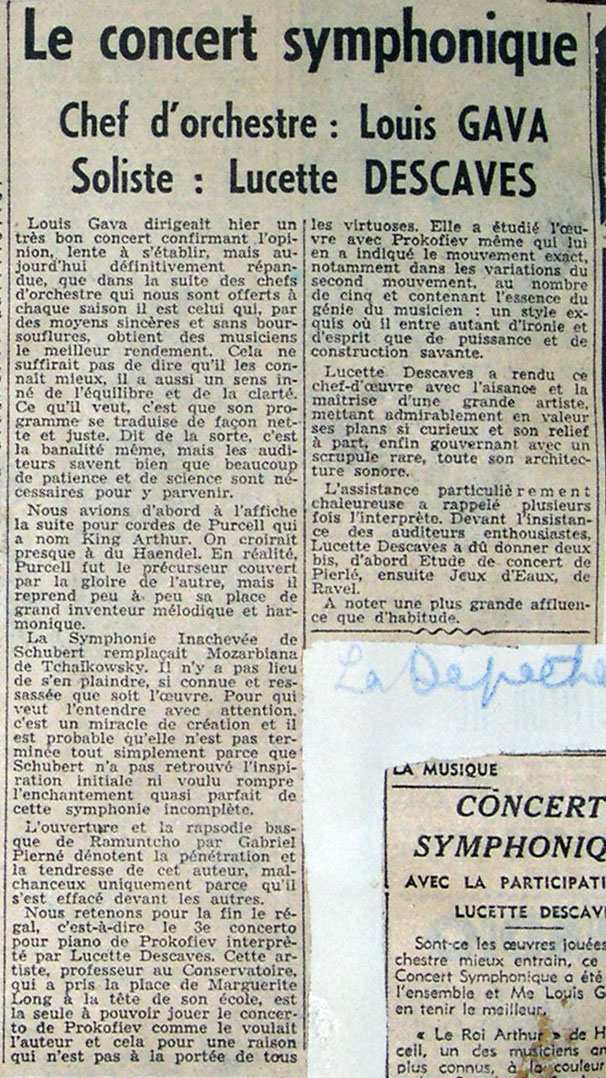 Le concert symphonique
Chef d'orchestre : Louis GAVA
Soliste : Lucette DESCAVES
Louis Gava dirigeait hier un
très bon concert confirmant l'opi-
nion, lente à s'établir, mais au-
jourd'hui définitivement répan-
due, que dans la suite des chefs
d'orchestre qui nous sont offerts à
chaque saison il est celui qui, par
des moyens sincères et sans bour-
souflures, obtient des musiciens
le meilleur rendement. Cela ne
suffirait pas de dire qu'il les con-
naît mieux, il a aussi un sens in-
né de l'équilibre et de la clarté.
Ce qu'il veut, c'est que son pro-
gramme se traduise de façon net-
te et juste. Dit de la sorte, c'est
la banalité même, mais les audi-
teurs savent bien que beaucoup
de patience et de science sont né-
cessaires pour y parvenir.
Nous avions d'abord à l'affiche
la suite pour cordes de Purcell qui
a nom King Arthur. On croirait
presque à du Haendel. En réalité,
Purcell fut le précurseur couvert
par la gloire de l'autre, mais il
reprend peu à peu sa place de
grand inventeur mélodique et har-
monique.
La Symphonie Inachevée de
Schubert remplaçait Mozarbiana
de Tchaïkowsky. Il n'y a pas lieu
de s'en plaindre, si connue et res-
sassée que soit l'œuvre. Pour qui
veut l'entendre avec attention,
c'est un miracle de création et il
est probable qu'elle n'est pas ter-
minée tout simplement parce que
Schubert n'a pas retrouvé l'inspi-
ration initiale ni voulu rompre
l'enchantement quasi parfait de
cette symphonie incomplète.
L'ouverture et la rapsodie bas-
que de Ramuntcho par Gabriel
Pierné dénotent la pénétration et
la tendresse de cet auteur, mal-
chanceux uniquement parce qu'il
s'est effacé devant les autres.
Nous retenons pour la fin le ré-
gal, c'est-à-dire le 3e concerto
pour piano de Prokofiev interpré-
té par Lucette Descaves. Cette ar-
tiste, professeur au Conservatoire,
qui a pris la place de Marguerite
Long à la tête de son école, est
la seule à pouvoir jouer le concer-
to de Prokofiev comme le voulait
l'auteur et cela pour une raison
qui n'est pas à la portée de tous
les virtuoses. Elle a étudié l'œu-
vre avec Prokofiev même qui lui
en a indiqué le mouvement exact,
notamment dans les variations du
second mouvement, au nombre
de cinq et contenant l'essence du
génie du musicien : un style ex-
quis où il entre autant d'ironie et
d'esprit que de puissance et de
construction savante.
Lucette Descaves a rendu ce
chef-d'œuvre avec l'aisance et la
maîtrise d'une grande artiste,
mettant admirablement en valeur
ses plans si curieux et son relief
à part, enfin gouvernant avec un
scrupule rare, toute son architec-
ture sonore.
L'assistance particulièrement
chaleureuse a rappelé plusieurs
fois l'interprète. Devant l'insistan-
ce des auditeurs enthousiastes,
Lucette Descaves a dû donner deux
bis, d'abord Etude de concert de
Pierlé, ensuite Jeux d'Eaux, de
Ravel.
A noter une plus grande affluen-
ce que d'habitude.
La Dépêche
LA MUSIQUE
CONCERT
SYMPHONIQ
AVEC LA PARTICIPATI
LUCETTE DESCAV
Sont-ce les œuvres jouées
chestre mieux entrain, ce
Concert Symphonique a été
l'ensemble et Me Louis G
en tenir le meilleur.
« Le Roi Arthur » de H
cell, un des musiciens an
plus connus, à la couleur